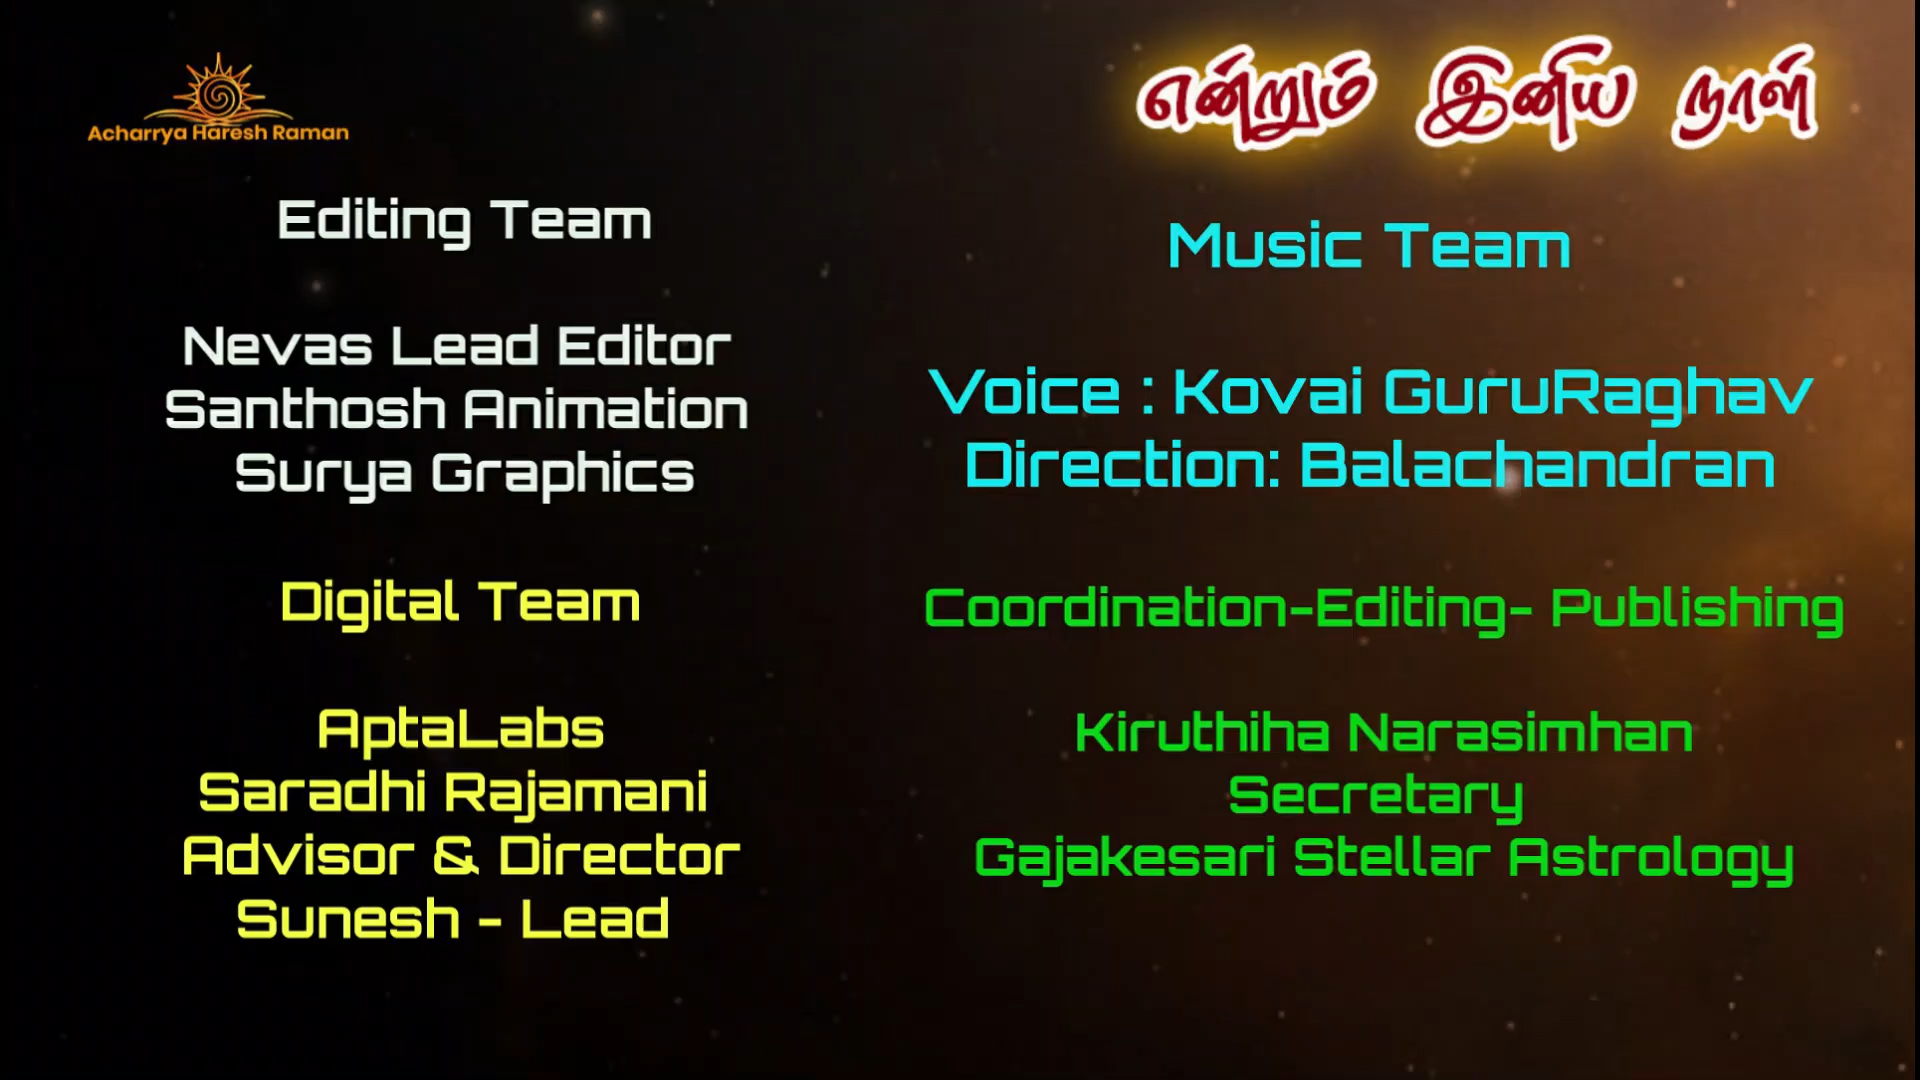 Acharrya Haresh Raman
என்றும் இனிய நாள்
Editing Team
Nevas Lead Editor
Santhosh Animation
Surya Graphics
Digital Team
AptaLabs
Saradhi Rajamani
Advisor & Director
Sunesh - Lead
Music Team
Voice : Kovai GuruRaghav
Direction: Balachandran
Coordination-Editing- Publishing
Kiruthiha Narasimhan
Secretary
Gajakesari Stellar Astrology